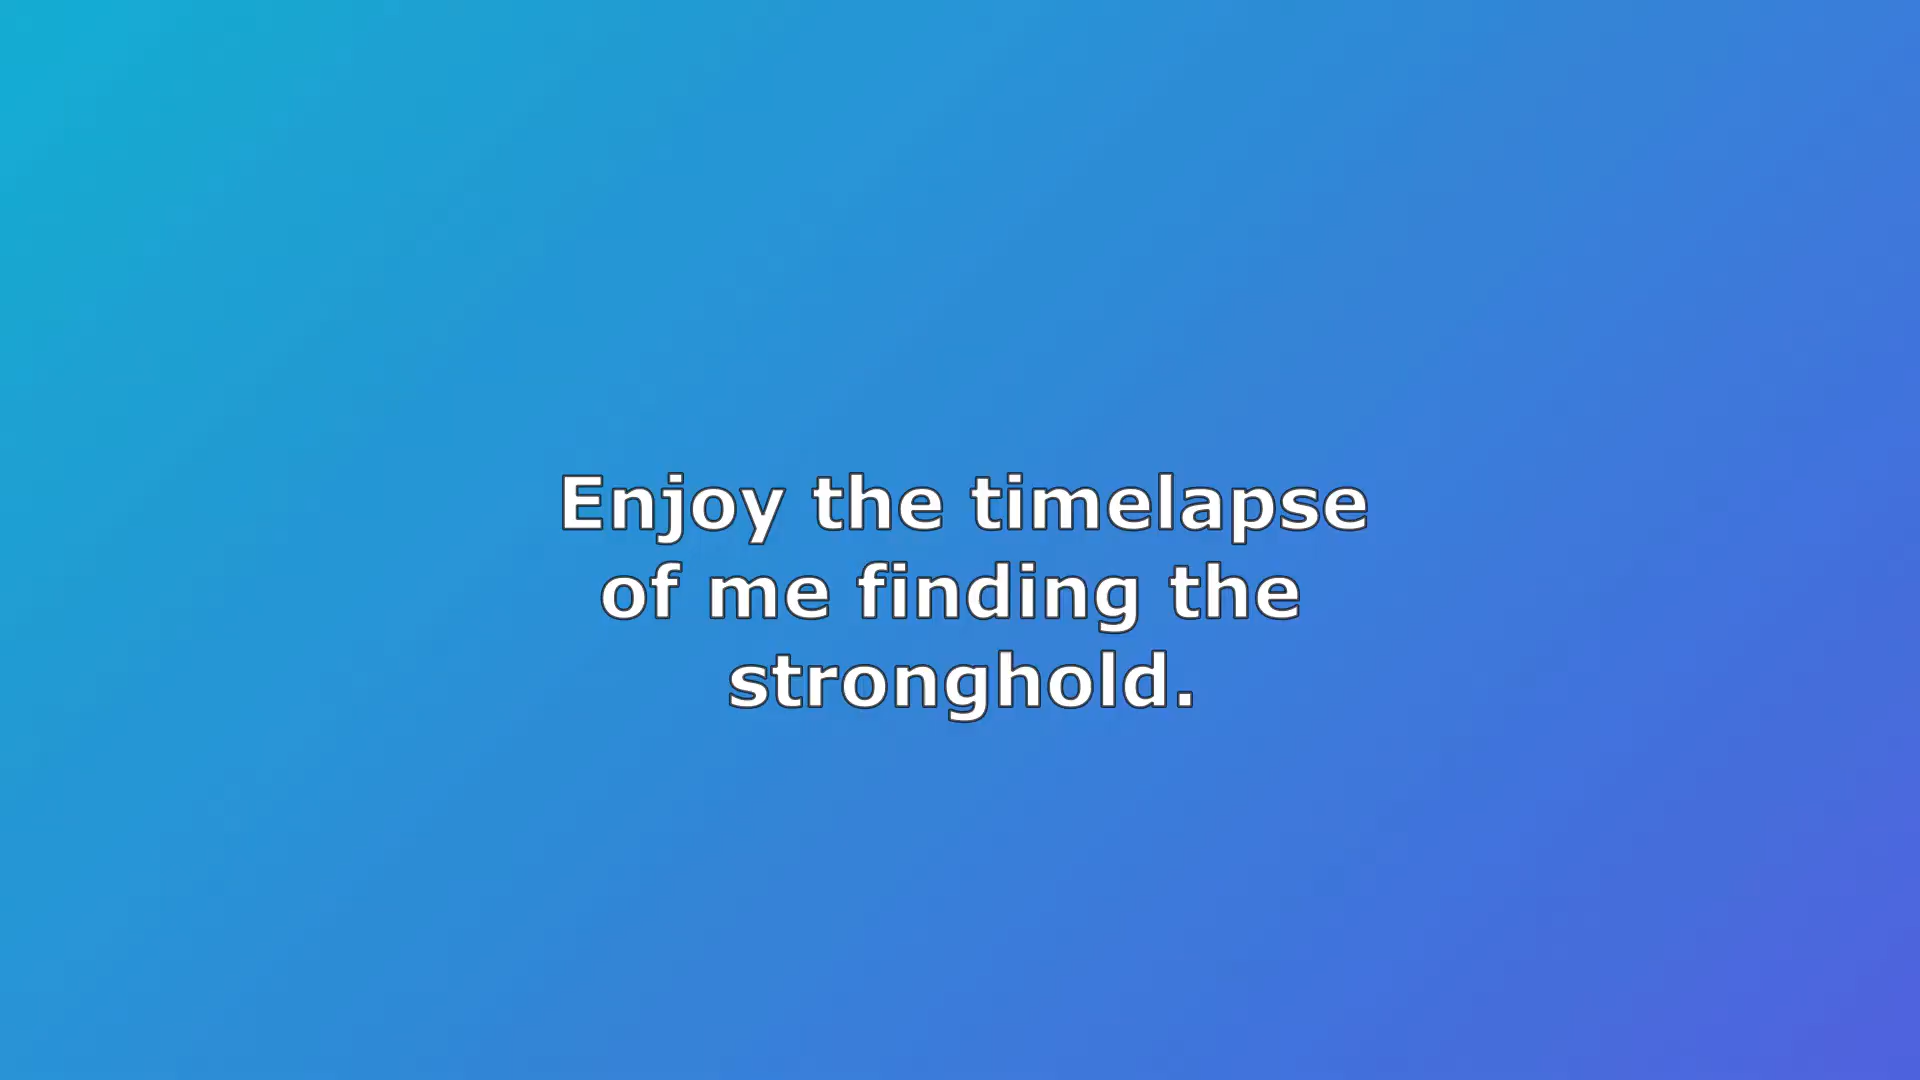 Enjoy the timelapse
of me finding the
stronghold.